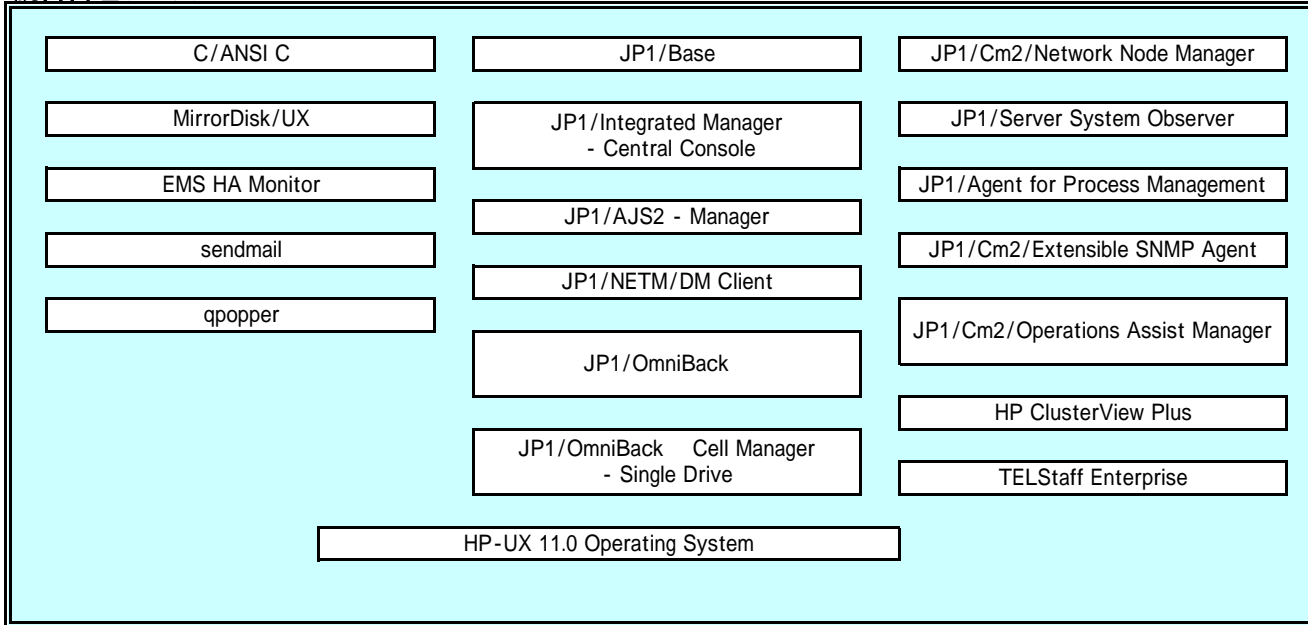 C/ANSI C
MirrorDisk/UX
EMS HA Monitor
sendmail
qpopper
JP1/Base
JP1/Integrated Manager
- Central Console
JP1/AJS2 - Manager
JP1/NETM/DM Client
JP1/OmniBack
JP1/OmniBack Cell Manager
- Single Drive
JP1/Cm2/Network Node Manager
JP1/Server System Observer
JP1/Agent for Process Management
JP1/Cm2/Extensible SNMP Agent
JP1/Cm2/Operations Assist Manager
HP ClusterView Plus
TELStaff Enterprise
HP-UX 11.0 Operating System